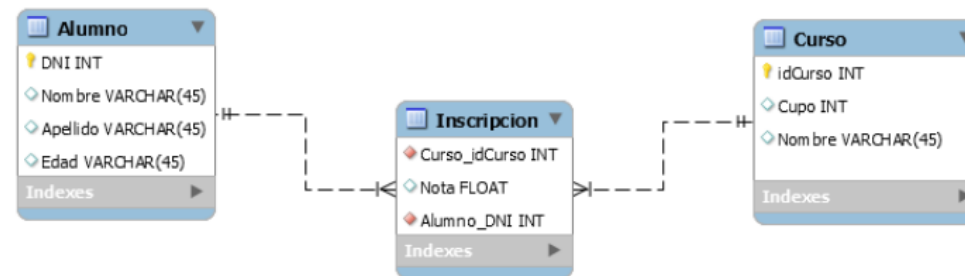 Alumno
DNI INT
Nombre VARCHAR(45)
Apellido VARCHAR(45)
Edad VARCHAR(45)
Indexes
Inscripcion
Curso_idCurso INT
Nota FLOAT
Alumno_DNI INT
Indexes
Curso
idCurso INT
Cupo INT
Nombre VARCHAR(45)
Indexes